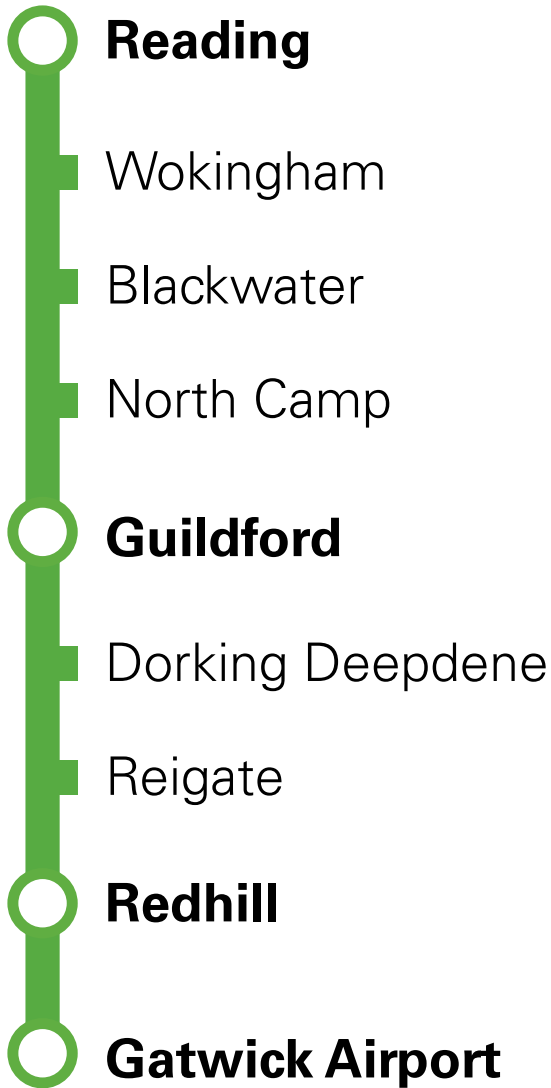 Reading
Wokingham
Blackwater
North Camp
Guildford
Dorking Deepdene
Reigate
Redhill
Gatwick Airport